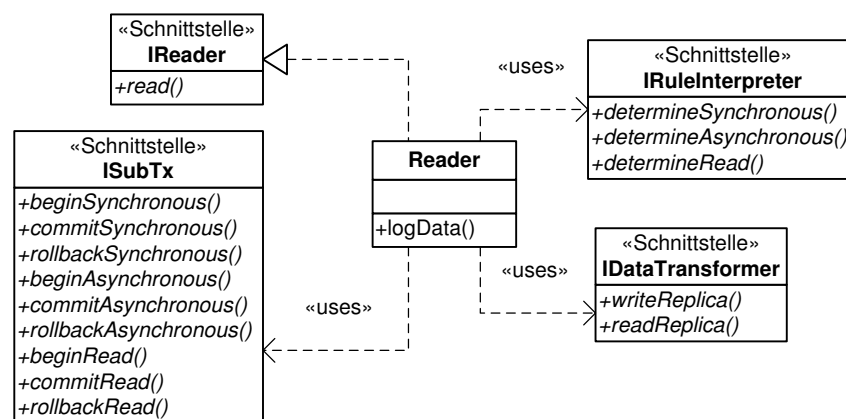 «Schnittstelle»
IReader
+read()
«uses»
«Schnittstelle»
IRuleInterpreter
+determineSynchronous()
+determineAsynchronous()
+determineRead()
«Schnittstelle»
ISubTx
+beginSynchronous()
+commitSynchronous()
+rollbackSynchronous()
+beginAsynchronous()
+commitAsynchronous()
+rollbackAsynchronous()
+beginRead()
+commitRead()
+rollbackRead()
Reader
+logData()
«uses»
«uses»
«Schnittstelle»
IDataTransformer
+writeReplica()
+readReplica()